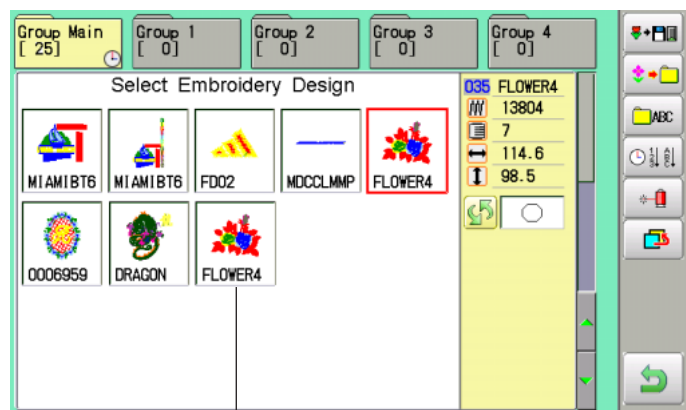 Group Main
[ 25]
Group 1
[ 0]
Group 2
[ 0]
Group 3
[ 0]
Group 4
[ 0]
Select Embroidery Design
MIAMIBT6
MIAMIBT6
FD02
MDCCLMMP
FLOWER4
0006959
DRAGON
FLOWER4
035 FLOWER4
13804
7
114.6
98.5
ABC